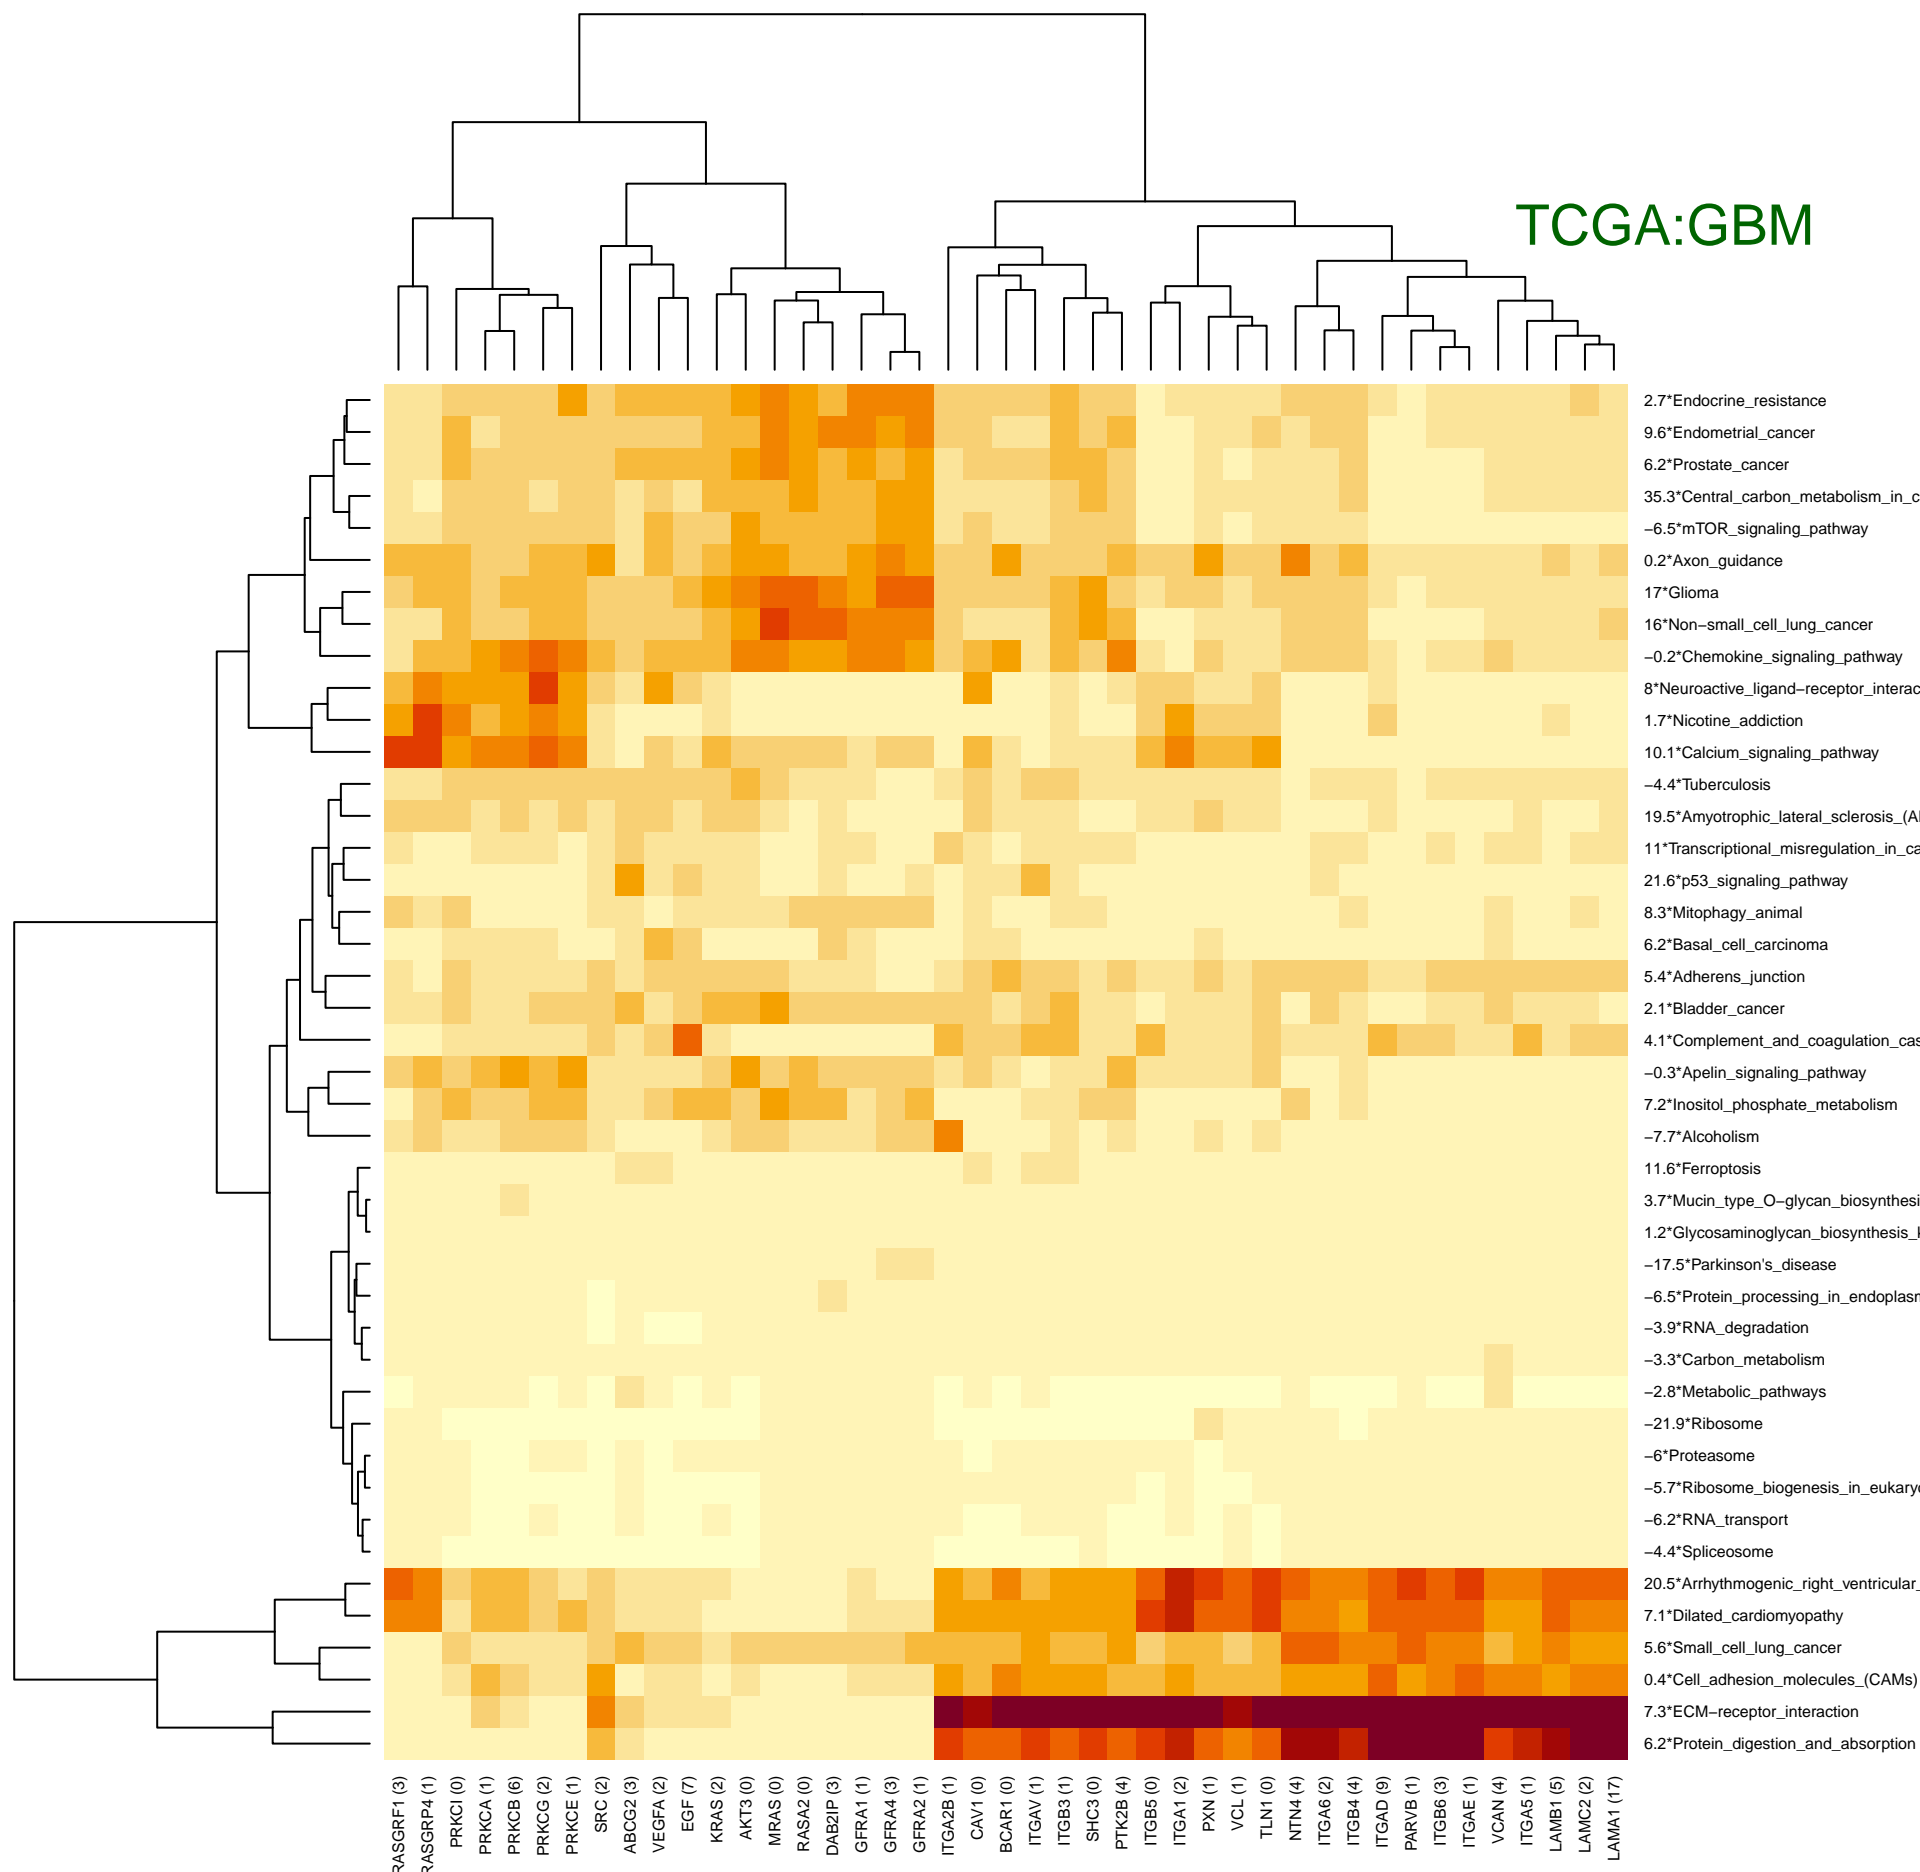 TCGA:GBM
2.7*Endocrine_resistance
9.6*Endometrial_cancer
6.2*Prostate_cancer
35.3*Central_carbon_metabolism_in_c
−6.5*mTOR_signaling_pathway
0.2*Axon_guidance
17*Glioma
16*Non−small_cell_lung_cancer
−0.2*Chemokine_signaling_pathway
8*Neuroactive_ligand−receptor_interac
1.7*Nicotine_addiction
10.1*Calcium_signaling_pathway
−4.4*Tuberculosis
19.5*Amyotrophic_lateral_sclerosis_(Al
11*Transcriptional_misregulation_in_ca
21.6*p53_signaling_pathway
8.3*Mitophagy_animal
6.2*Basal_cell_carcinoma
5.4*Adherens_junction
2.1*Bladder_cancer
4.1*Complement_and_coagulation_cas
−0.3*Apelin_signaling_pathway
7.2*Inositol_phosphate_metabolism
−7.7*Alcoholism
11.6*Ferroptosis
3.7*Mucin_type_O−glycan_biosynthesi
1.2*Glycosaminoglycan_biosynthesis_k
−17.5*Parkinson's_disease
−6.5*Protein_processing_in_endoplasm
−3.9*RNA_degradation
−3.3*Carbon_metabolism
−2.8*Metabolic_pathways
−21.9*Ribosome
−6*Proteasome
−5.7*Ribosome_biogenesis_in_eukaryo
−6.2*RNA_transport
−4.4*Spliceosome
20.5*Arrhythmogenic_right_ventricular_
7.1*Dilated_cardiomyopathy
5.6*Small_cell_lung_cancer
0.4*Cell_adhesion_molecules_(CAMs)
7.3*ECM−receptor_interaction
6.2*Protein_digestion_and_absorption
RASGRF1 (3)
RASGRP4 (1)
PRKCI (0)
PRKCA (1)
PRKCB (6)
PRKCG (2)
PRKCE (1)
SRC (2)
ABCG2 (3)
VEGFA (2)
EGF (7)
KRAS (2)
AKT3 (0)
MRAS (0)
RASA2 (0)
DAB2IP (3)
GFRA1 (1)
GFRA4 (3)
GFRA2 (1)
ITGA2B (1)
CAV1 (0)
BCAR1 (0)
ITGAV (1)
ITGB3 (1)
SHC3 (0)
PTK2B (4)
ITGB5 (0)
ITGA1 (2)
PXN (1)
VCL (1)
TLN1 (0)
NTN4 (4)
ITGA6 (2)
ITGB4 (4)
ITGAD (9)
PARVB (1)
ITGB6 (3)
ITGAE (1)
VCAN (4)
ITGA5 (1)
LAMB1 (5)
LAMC2 (2)
LAMA1 (17)